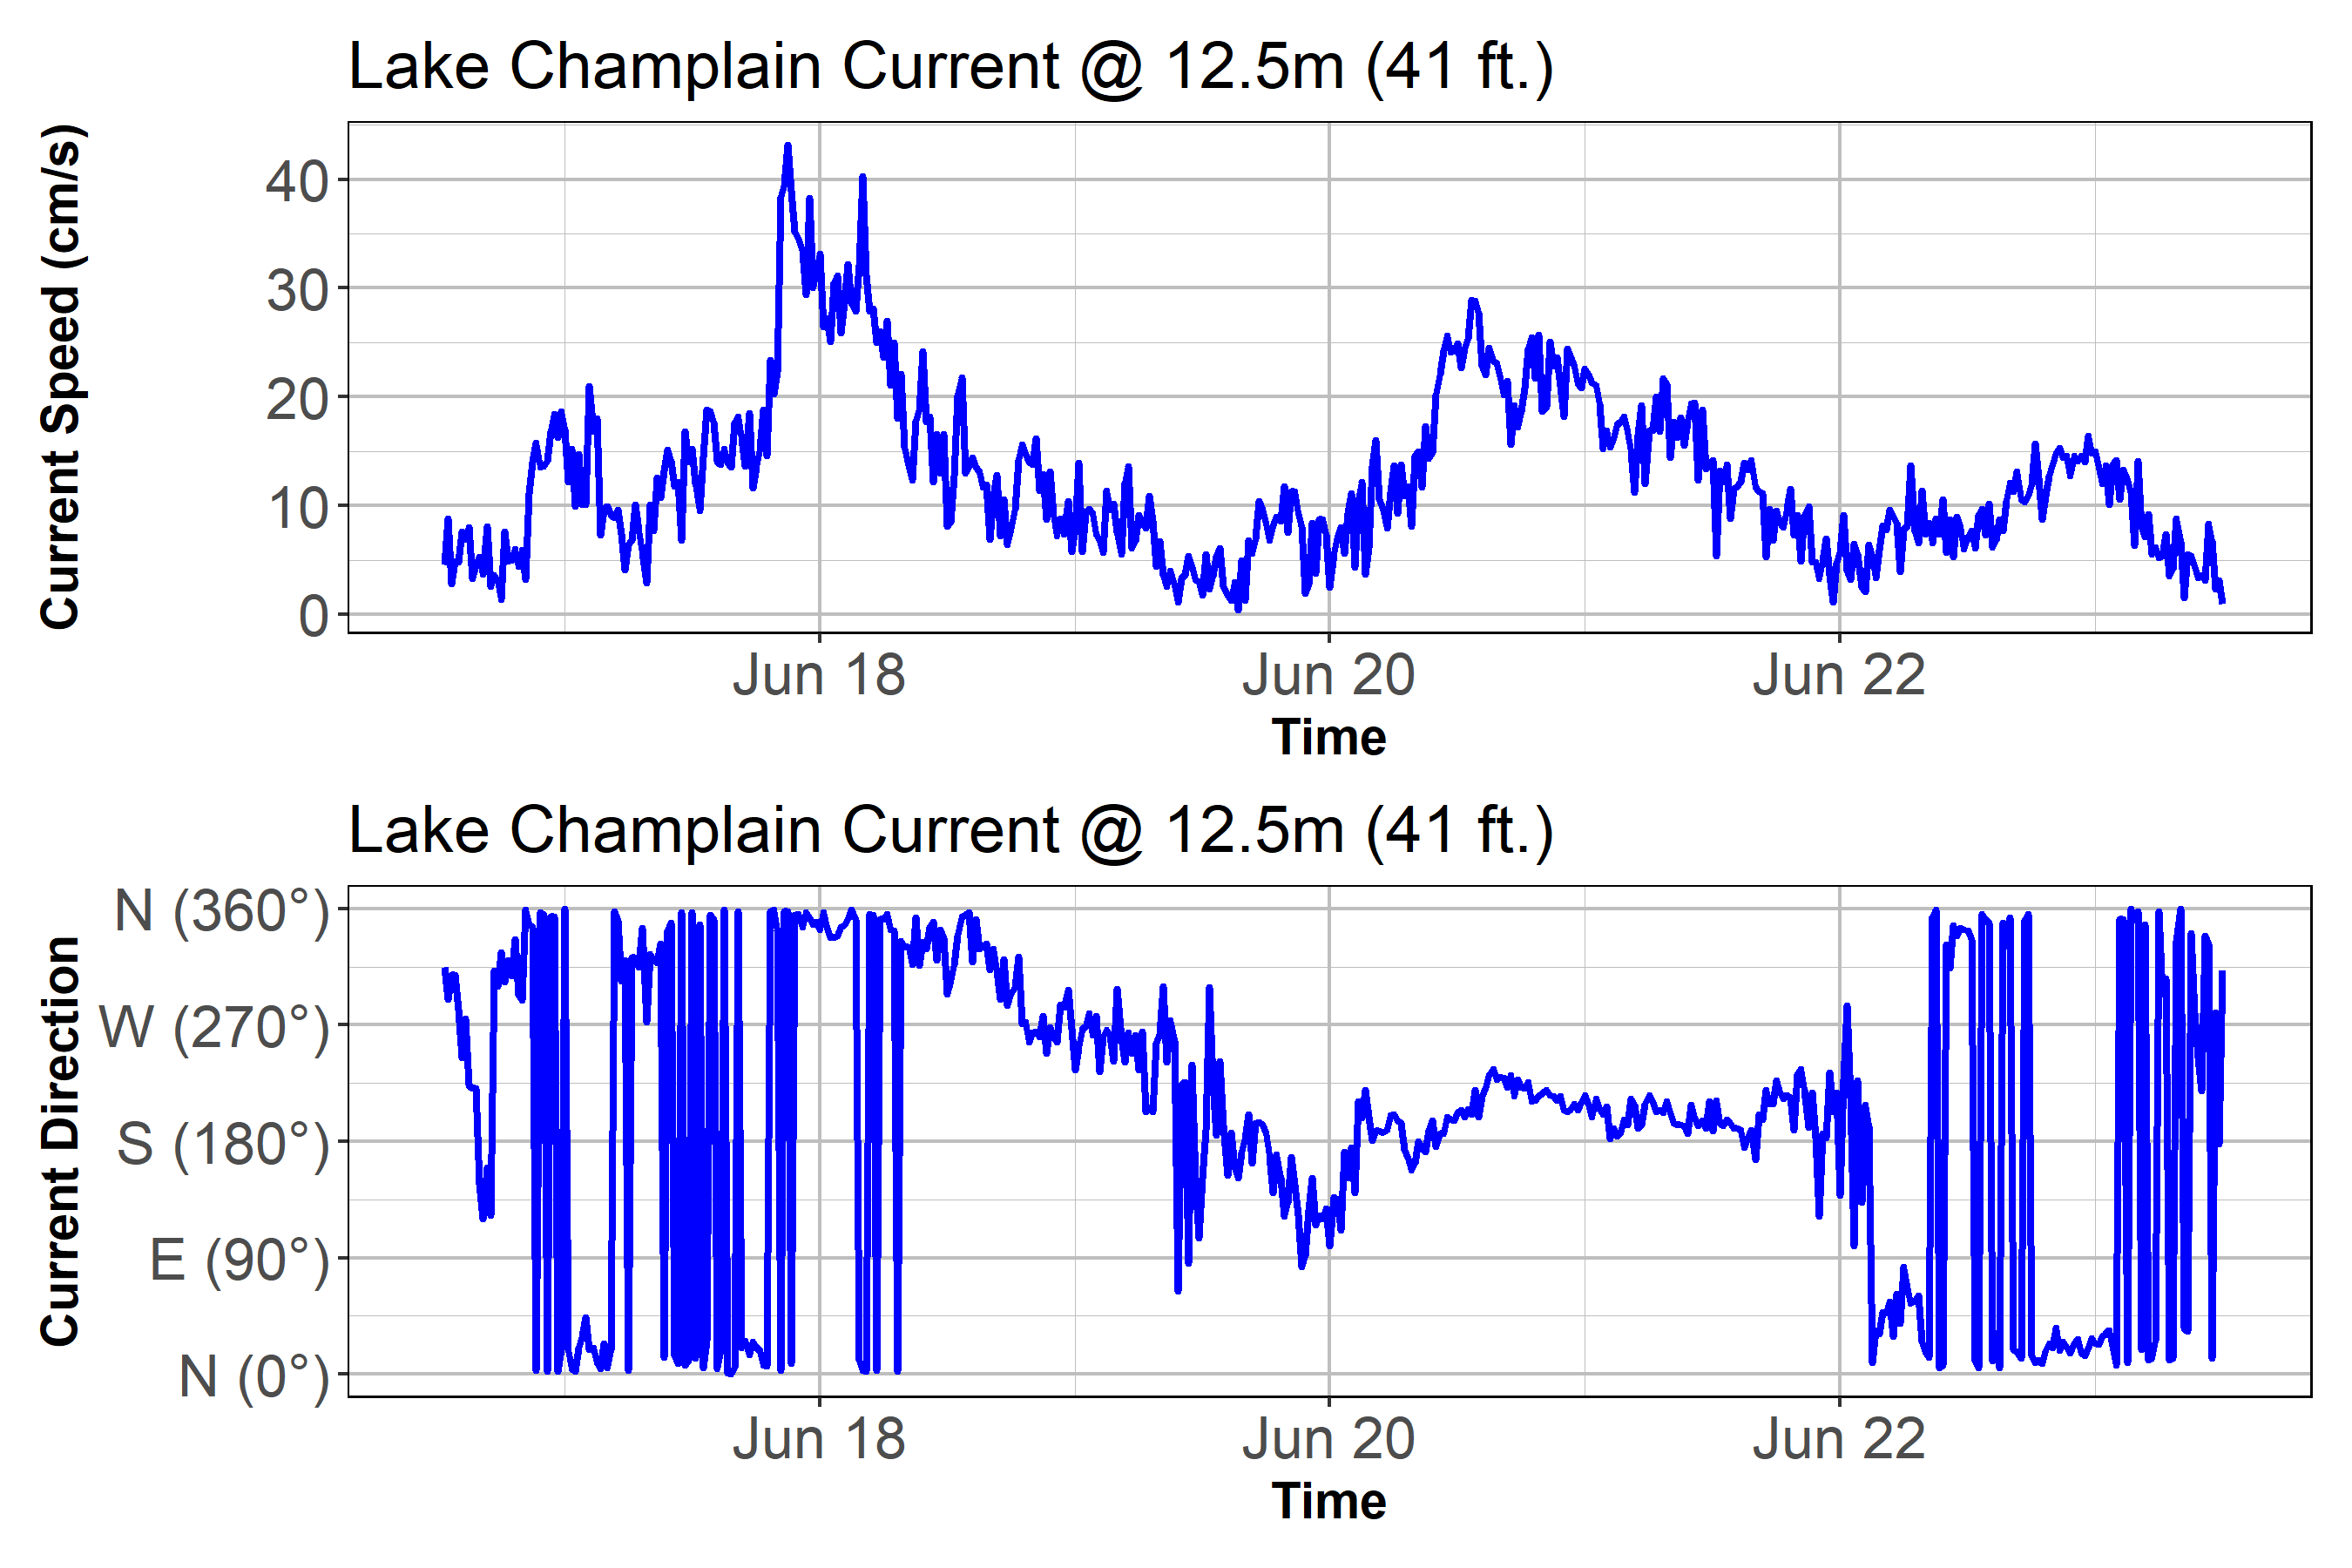 Lake Champlain Current @ 12.5m (41 ft.)
Current Speed (cm/s)
40
30
20
10
0
Jun 18 Jun 20 Jun 22
Time
Lake Champlain Current @ 12.5m (41 ft.)
Current Direction
N (360°)
W (270°)
S (180°)
E (90°)
N (0°)
Jun 18 Jun 20 Jun 22
Time